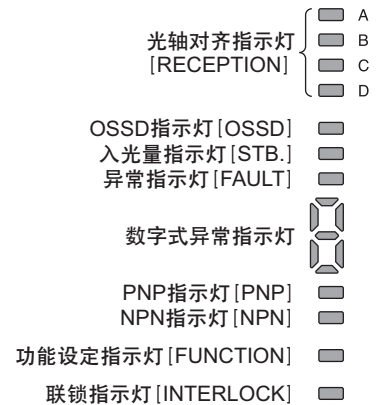 A
光轴对齐指示灯
B
[RECEPTION]
C
D
OSSD指示灯[OSSD]
入光量指示灯[STB.]
异常指示灯[FAULT]
数字式异常指示灯
PNP指示灯[PNP]
NPN指示灯[NPN]
功能设定指示灯[FUNCTION]
联锁指示灯[INTERLOCK]